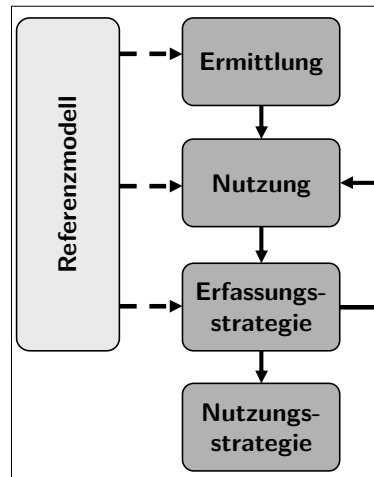 Referenzmodell
Ermittlung
Nutzung
Erfassungs-
strategie
Nutzungs-
strategie